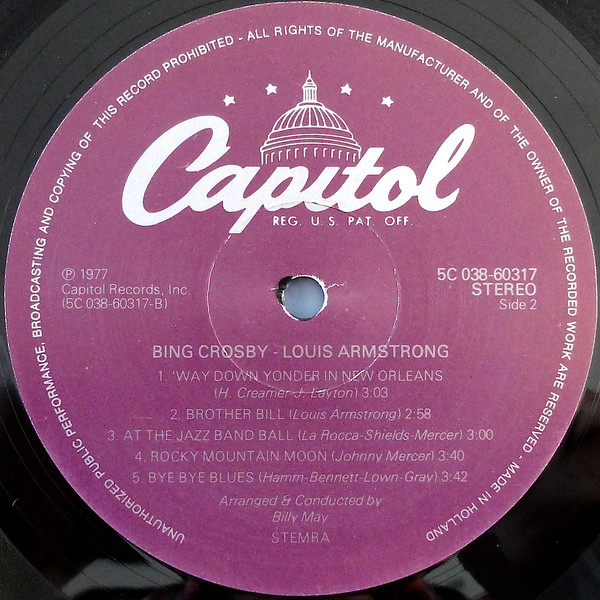 UNAUTHORIZED PUBLIC PERFORMANCE, BROADCASTING AND COPYING OF THIS RECORD PROHIBITED - ALL RIGHTS OF THE MANUFACTURER AND OF THE OWNER OF THE RECORDED WORK ARE RESERVED - MADE IN HOLLAND
Capitol
REG. U.S. PAT. OFF.
℗ 1977
Capitol Records, Inc.
(5C 038-60317-B)
5C 038-60317
STEREO
Side 2
BING CROSBY - LOUIS ARMSTRONG
1. 'WAY DOWN YONDER IN NEW ORLEANS
(H. Creamer-J. Layton) 3:03
2. BROTHER BILL (Louis Armstrong) 2:58
3. AT THE JAZZ BAND BALL (La Rocca-Shields-Mercer) 3:00
4. ROCKY MOUNTAIN MOON (Johnny Mercer) 3:40
5. BYE BYE BLUES (Hamm-Bennett-Lown-Gray) 3:42
Arranged & Conducted by
Billy May
STEMRA